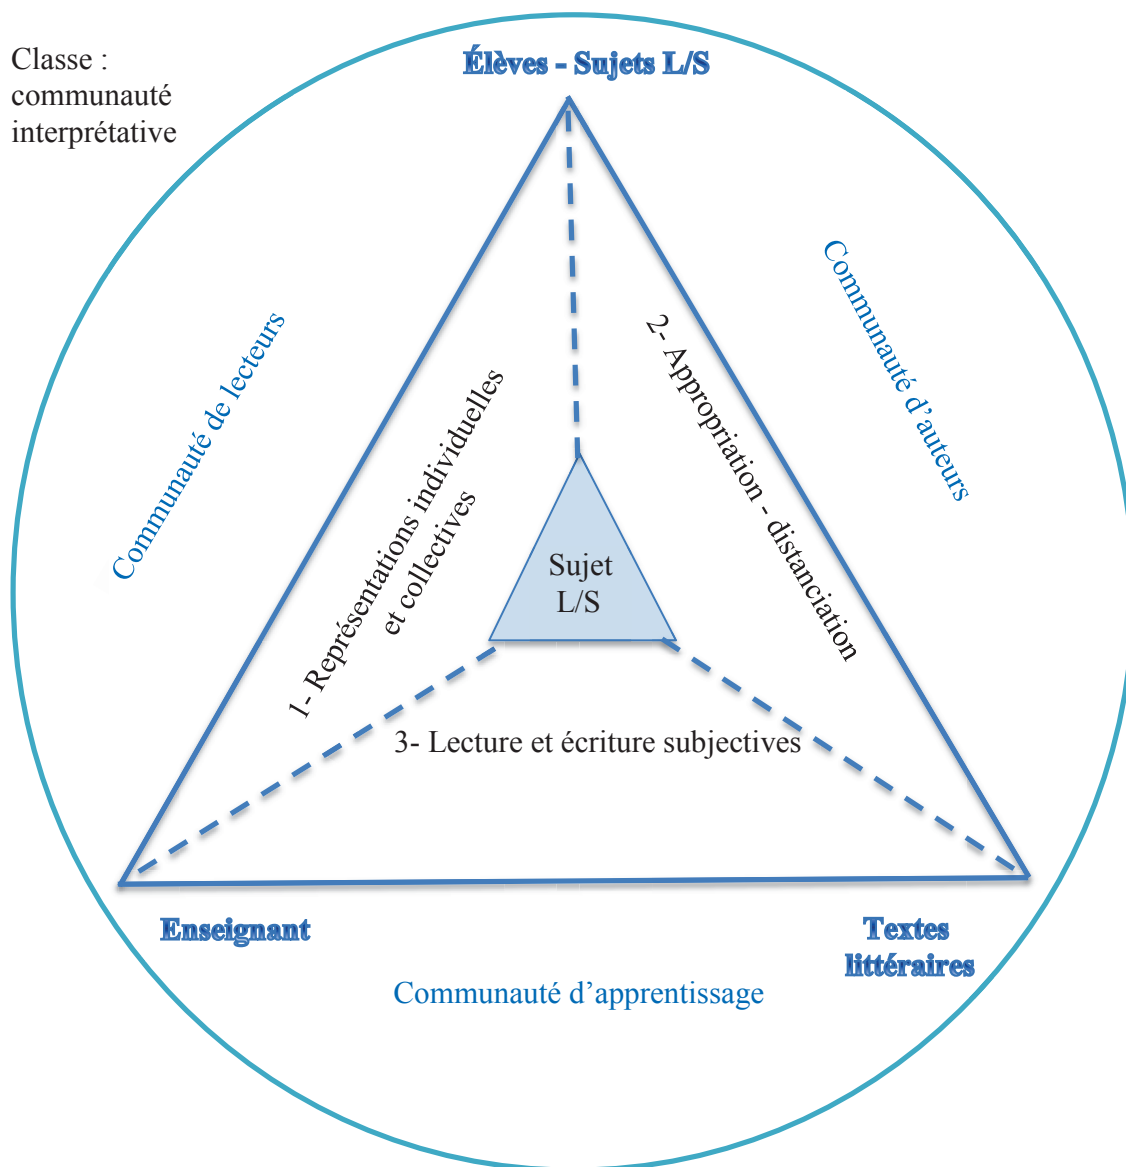 Classe :
communauté
interprétative
Élèves - Sujets L/S
Communauté de lecteurs
Communauté d’auteurs
1- Représentations individuelles
et collectives
2- Appropriation - distanciation
Sujet
L/S
3- Lecture et écriture subjectives
Enseignant
Textes
littéraires
Communauté d’apprentissage